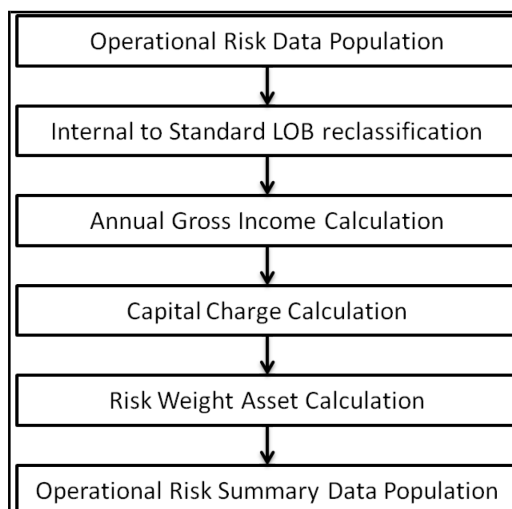 Operational Risk Data Population
Internal to Standard LOB reclassification
Annual Gross Income Calculation
Capital Charge Calculation
Risk Weight Asset Calculation
Operational Risk Summary Data Population